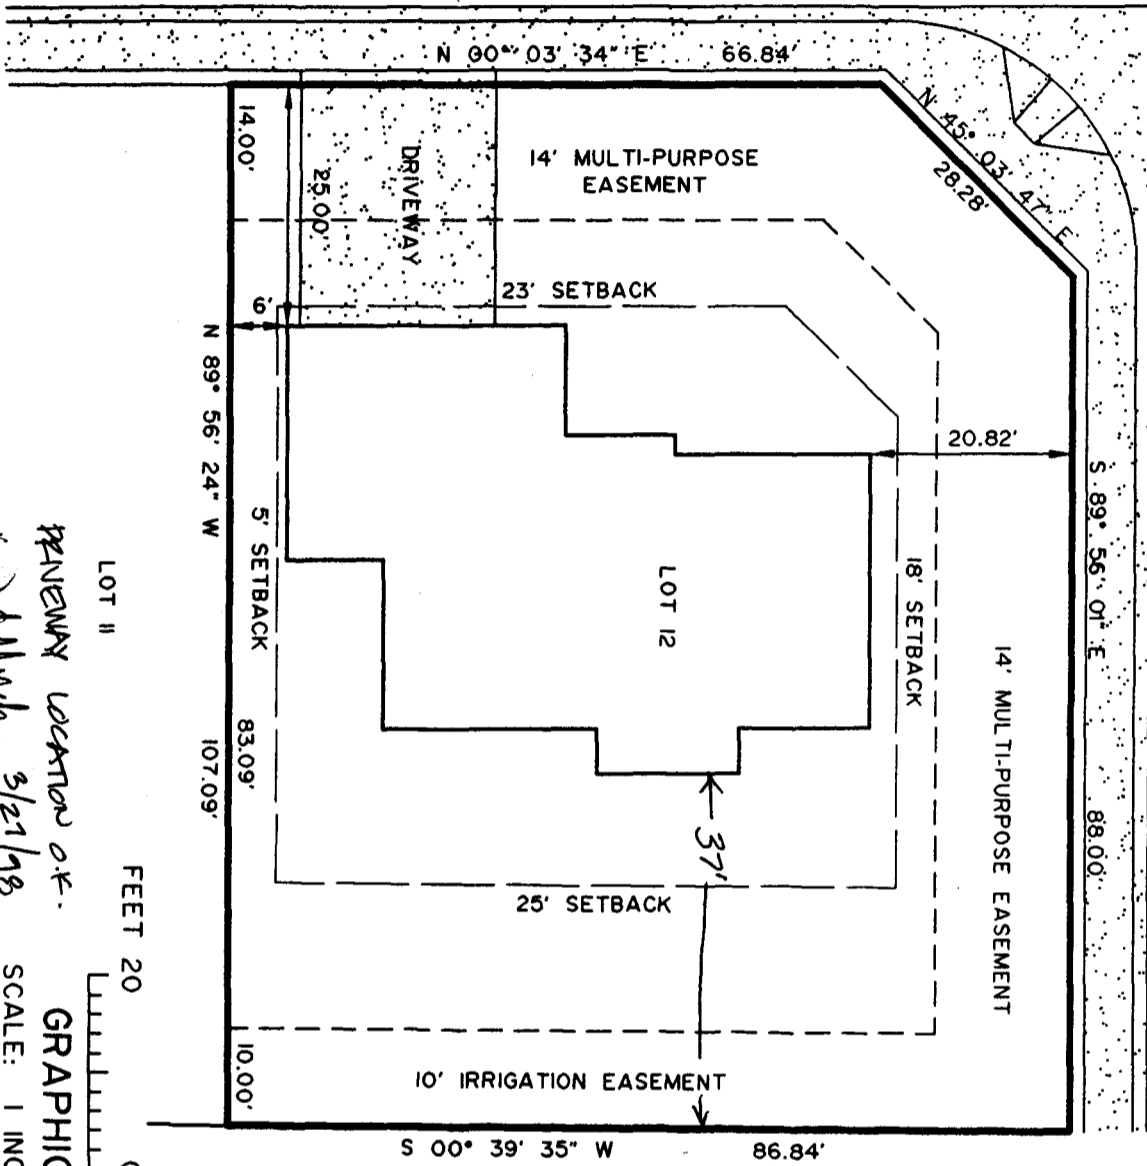 N 00° 03' 34" E 66.84'
N 45° 03' 47" E
28.28'
14.00'
25.00'
DRIVEWAY
14' MULTI-PURPOSE
EASEMENT
23' SETBACK
6'
N 89° 56' 24" W
20.82'
S 89° 56' 01" E 88.00'
5' SETBACK
LOT 12
18' SETBACK
14' MULTI-PURPOSE EASEMENT
LOT 11
DRIVEWAY LOCATION O.K.
3/27/98
83.09'
107.09'
37'
25' SETBACK
FEET 20
GRAPHIC
SCALE: 1 INC
10.00'
10' IRRIGATION EASEMENT
S 00° 39' 35" W 86.84'